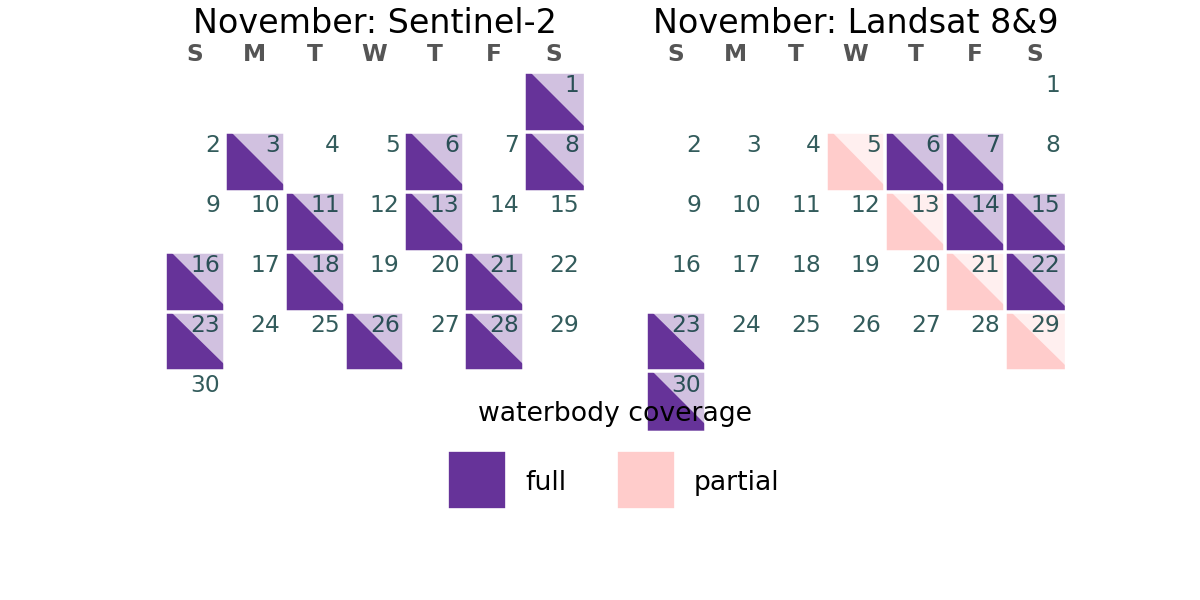 November: Sentinel-2
S M T W T F S
1
2 3 4 5 6 7 8
9 10 11 12 13 14 15
16 17 18 19 20 21 22
23 24 25 26 27 28 29
30
November: Landsat 8&9
S M T W T F S
1
2 3 4 5 6 7 8
9 10 11 12 13 14 15
16 17 18 19 20 21 22
23 24 25 26 27 28 29
30
waterbody coverage
full partial